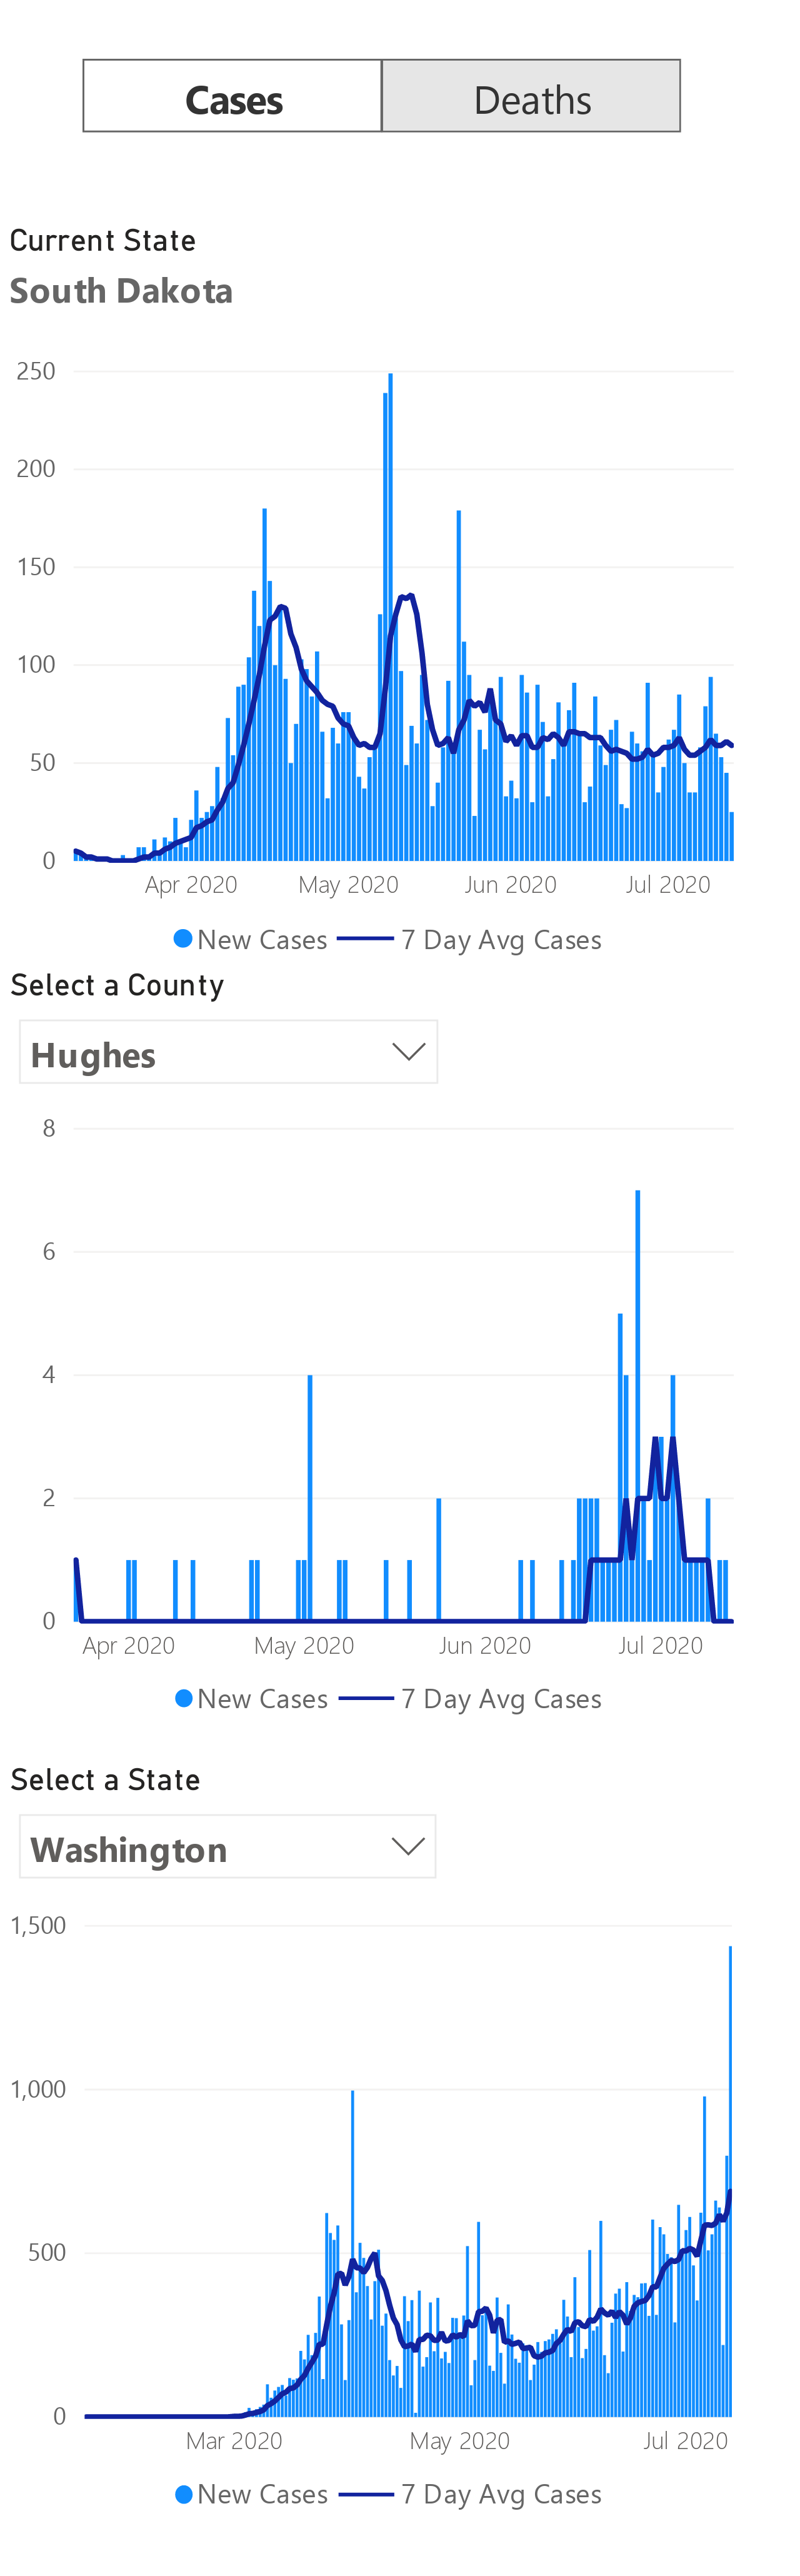 Cases Deaths
Current State
South Dakota
250
200
150
100
50
0
Apr 2020 May 2020 Jun 2020 Jul 2020
New Cases 7 Day Avg Cases
Select a County
Hughes
8
6
4
2
0
Apr 2020 May 2020 Jun 2020 Jul 2020
New Cases 7 Day Avg Cases
Select a State
Washington
1,500
1,000
500
0
Mar 2020 May 2020 Jul 2020
New Cases 7 Day Avg Cases